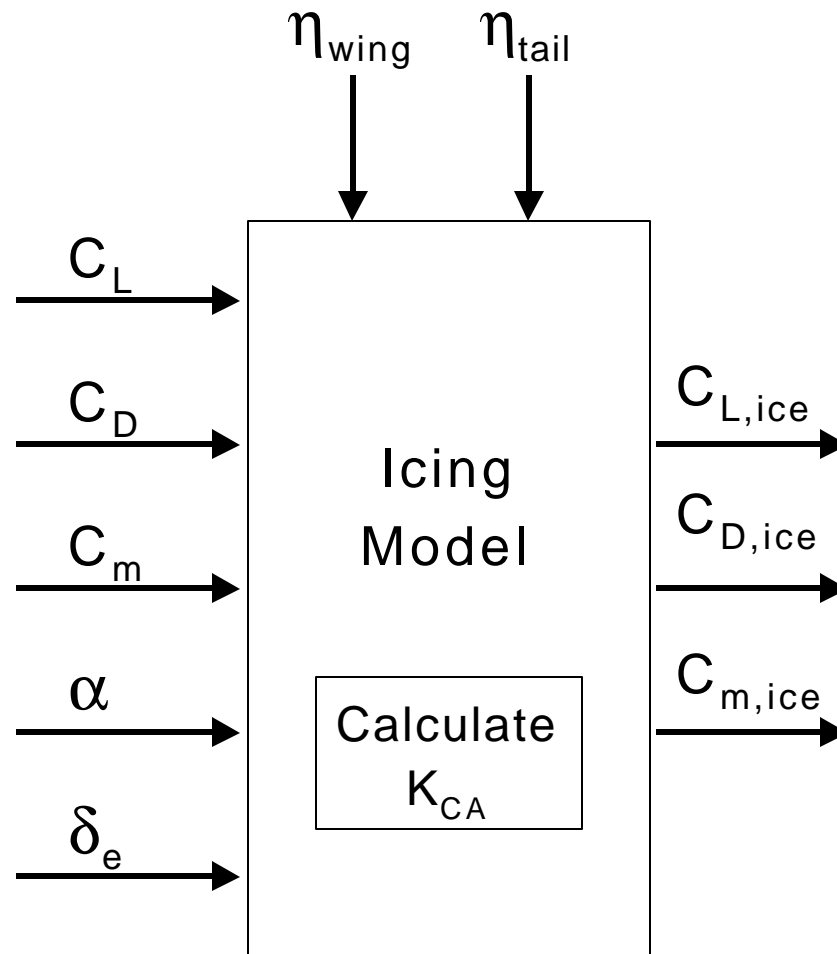 η_wing η_tail
C_L
C_D
C_m
α
δ_e
Icing
Model
Calculate
K_CA
C_L,ice
C_D,ice
C_m,ice